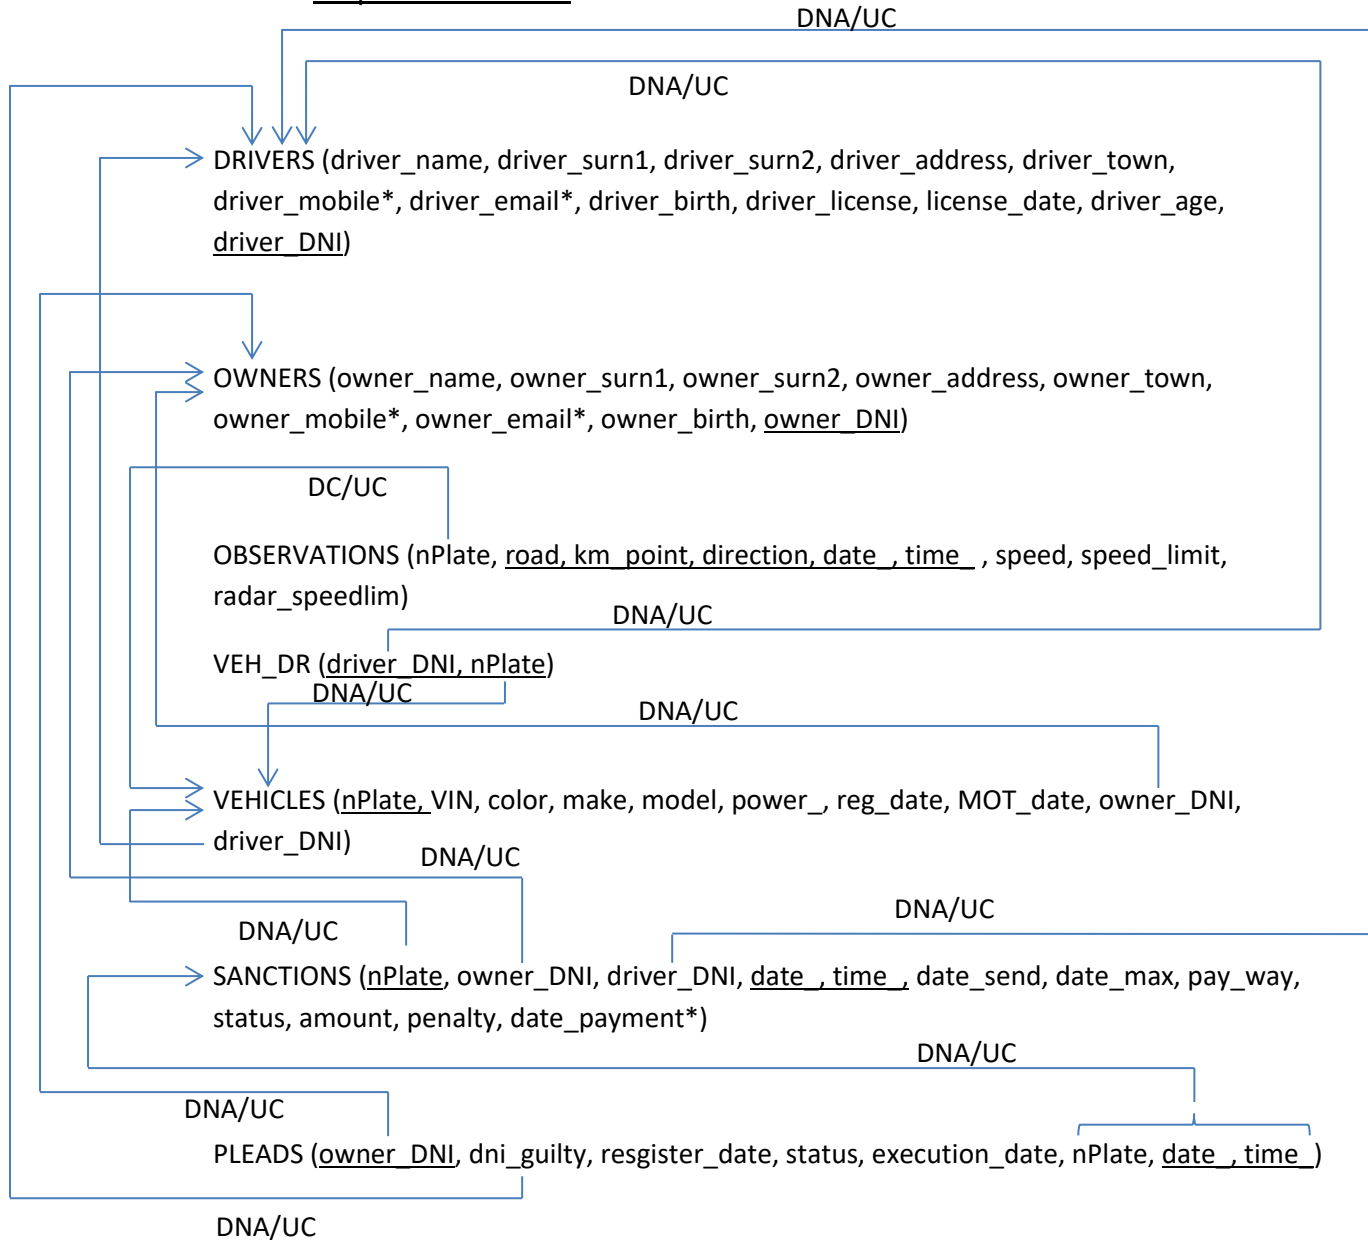 DNA/UC
DNA/UC
DRIVERS (driver_name, driver_surn1, driver_surn2, driver_address, driver_town,
driver_mobile*, driver_email*, driver_birth, driver_license, license_date, driver_age,
driver_DNI)
OWNERS (owner_name, owner_surn1, owner_surn2, owner_address, owner_town,
owner_mobile*, owner_email*, owner_birth, owner_DNI)
DC/UC
OBSERVATIONS (nPlate, road, km_point, direction, date_, time_ , speed, speed_limit,
radar_speedlim)
DNA/UC
VEH_DR (driver_DNI, nPlate)
DNA/UC
DNA/UC
VEHICLES (nPlate, VIN, color, make, model, power_, reg_date, MOT_date, owner_DNI,
driver_DNI)
DNA/UC
DNA/UC
DNA/UC
SANCTIONS (nPlate, owner_DNI, driver_DNI, date_, time_, date_send, date_max, pay_way,
status, amount, penalty, date_payment*)
DNA/UC
DNA/UC
PLEADS (owner_DNI, dni_guilty, resgister_date, status, execution_date, nPlate, date_, time_)
DNA/UC